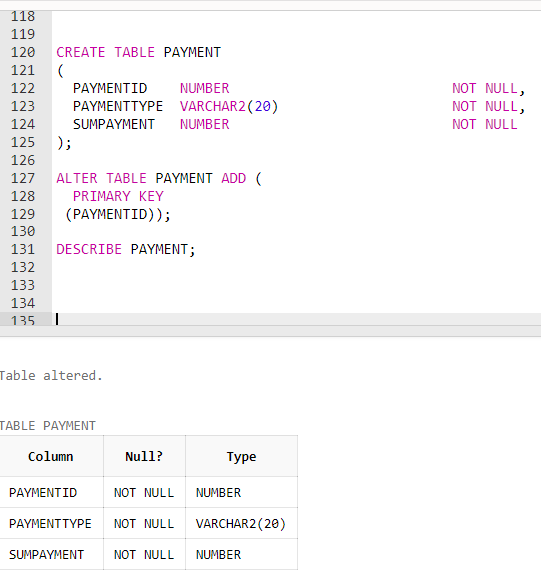 118
119
120 CREATE TABLE PAYMENT
121 (
122 PAYMENTID NUMBER NOT NULL,
123 PAYMENTTYPE VARCHAR2(20) NOT NULL,
124 SUMPAYMENT NUMBER NOT NULL
125 );
126
127 ALTER TABLE PAYMENT ADD (
128 PRIMARY KEY
129 (PAYMENTID));
130
131 DESCRIBE PAYMENT;
132
133
134
135
Table altered.
TABLE PAYMENT
Column Null? Type
PAYMENTID NOT NULL NUMBER
PAYMENTTYPE NOT NULL VARCHAR2(20)
SUMPAYMENT NOT NULL NUMBER